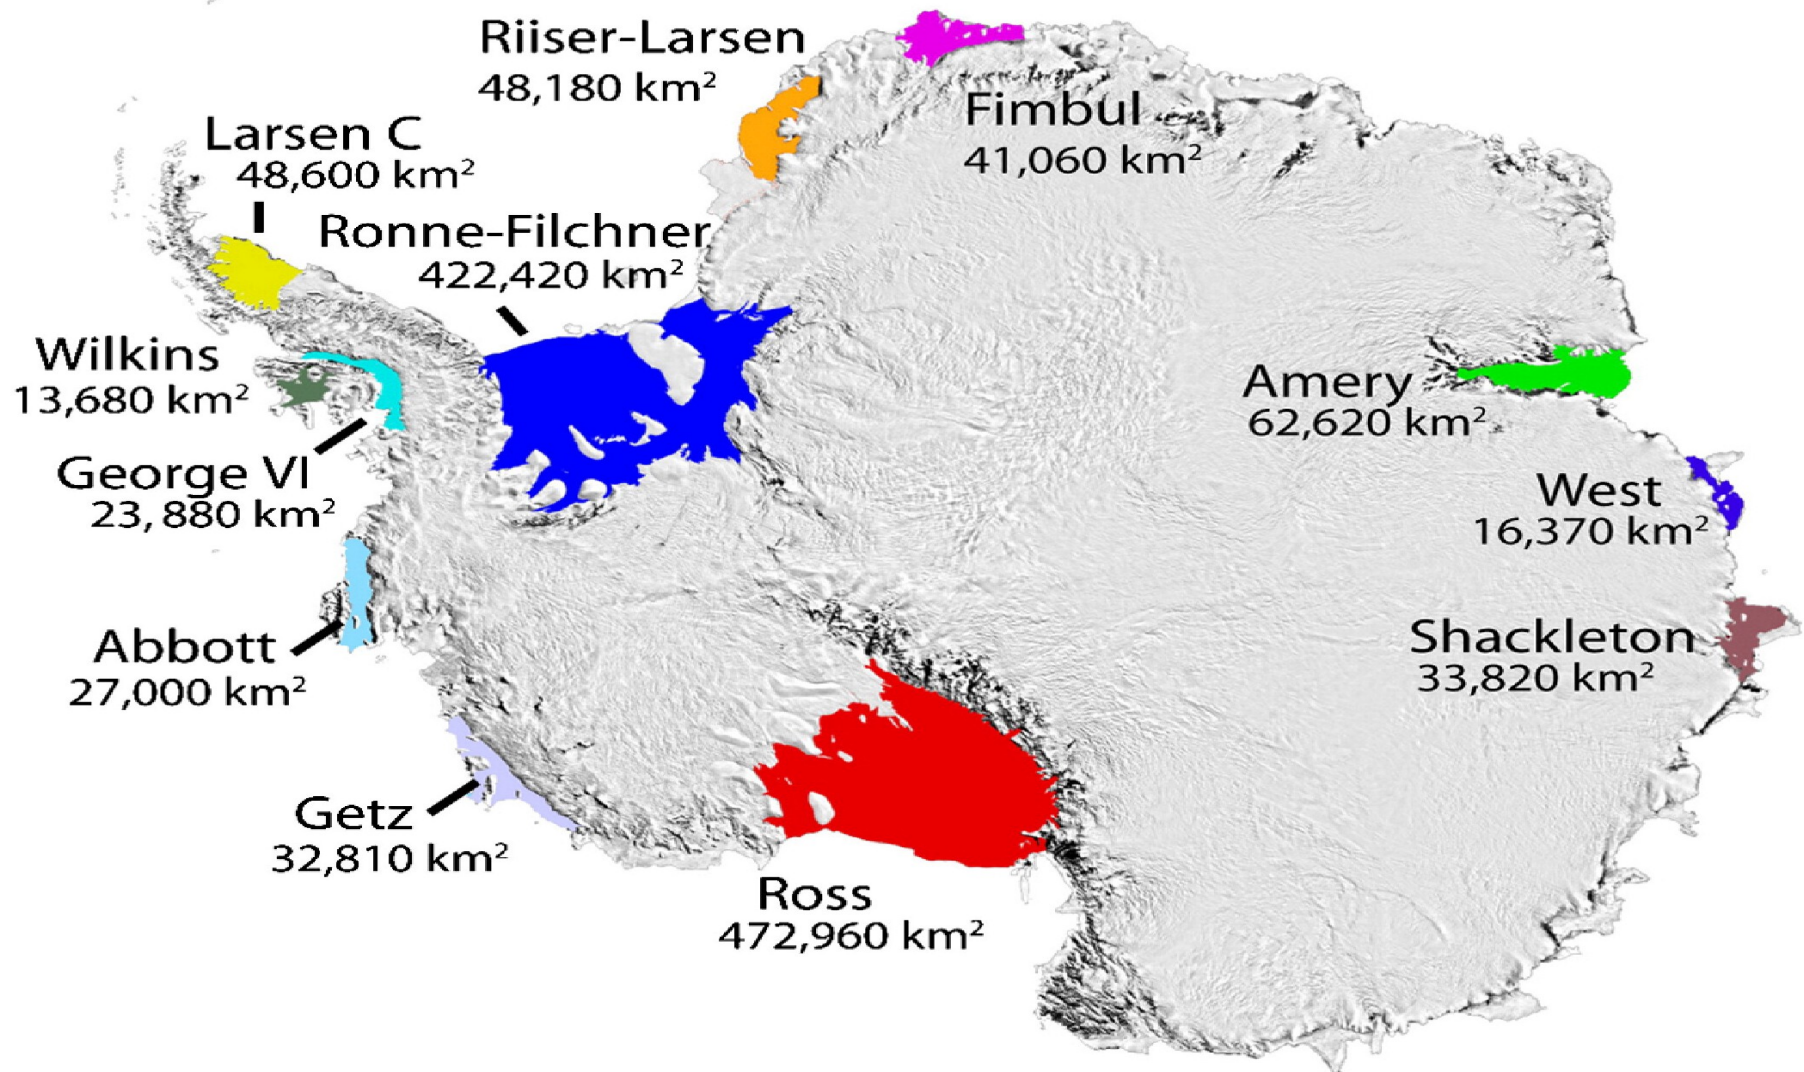 Riiser-Larsen
48,180 km²
Fimbul
41,060 km²
Larsen C
48,600 km²
Ronne-Filchner
422,420 km²
Wilkins
13,680 km²
Amery
62,620 km²
George VI
23,880 km²
West
16,370 km²
Abbott
27,000 km²
Shackleton
33,820 km²
Getz
32,810 km²
Ross
472,960 km²